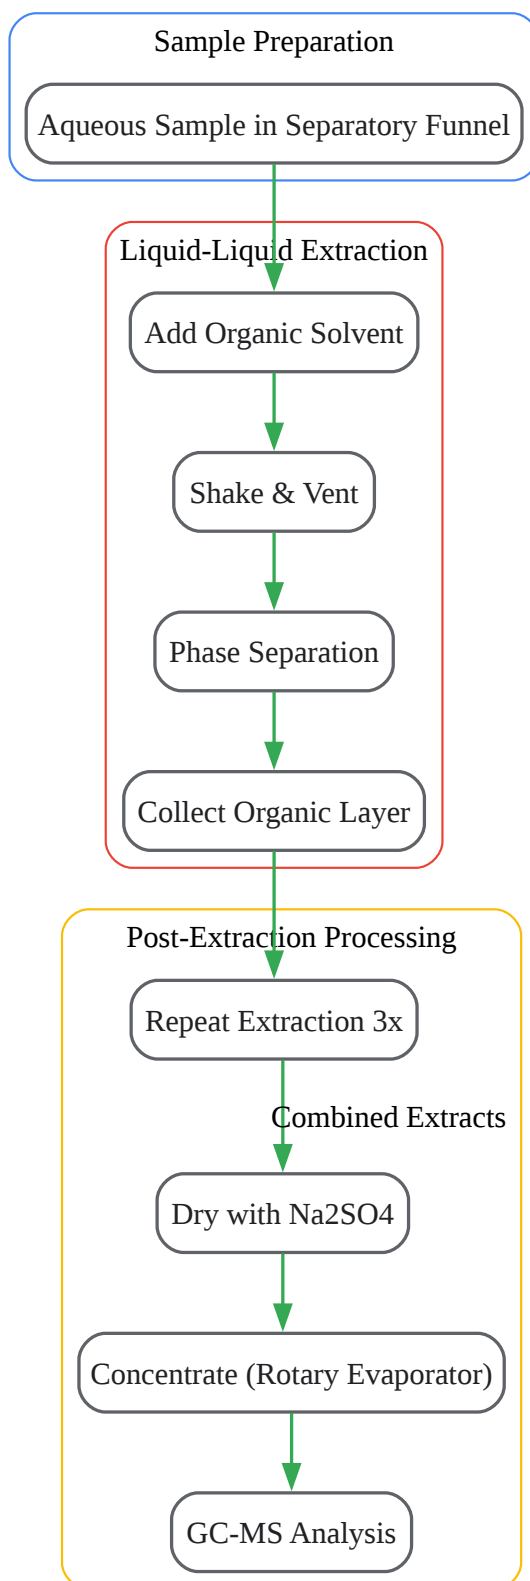 Sample Preparation
Aqueous Sample in Separatory Funnel
Liquid-Liquid Extraction
Add Organic Solvent
Shake & Vent
Phase Separation
Collect Organic Layer
Post-Extraction Processing
Repeat Extraction 3x
Combined Extracts
Dry with Na2SO4
Concentrate (Rotary Evaporator)
GC-MS Analysis